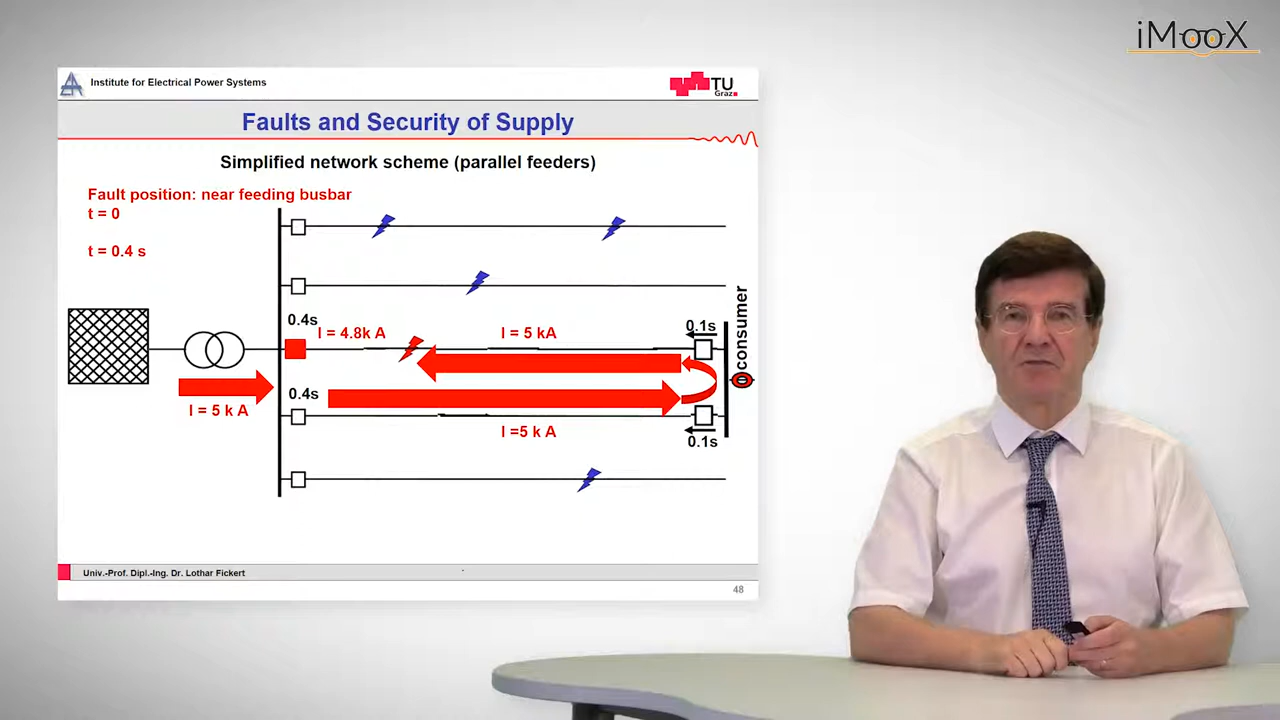 iMooX
Institute for Electrical Power Systems
TU
Graz
Faults and Security of Supply
Simplified network scheme (parallel feeders)
Fault position: near feeding busbar
t = 0
t = 0.4 s
0.4s
I = 4.8k A
I = 5 kA
0.1s
consumer
I = 5 k A
0.4s
I =5 k A
0.1s
Univ.-Prof. Dipl.-Ing. Dr. Lothar Fickert
48